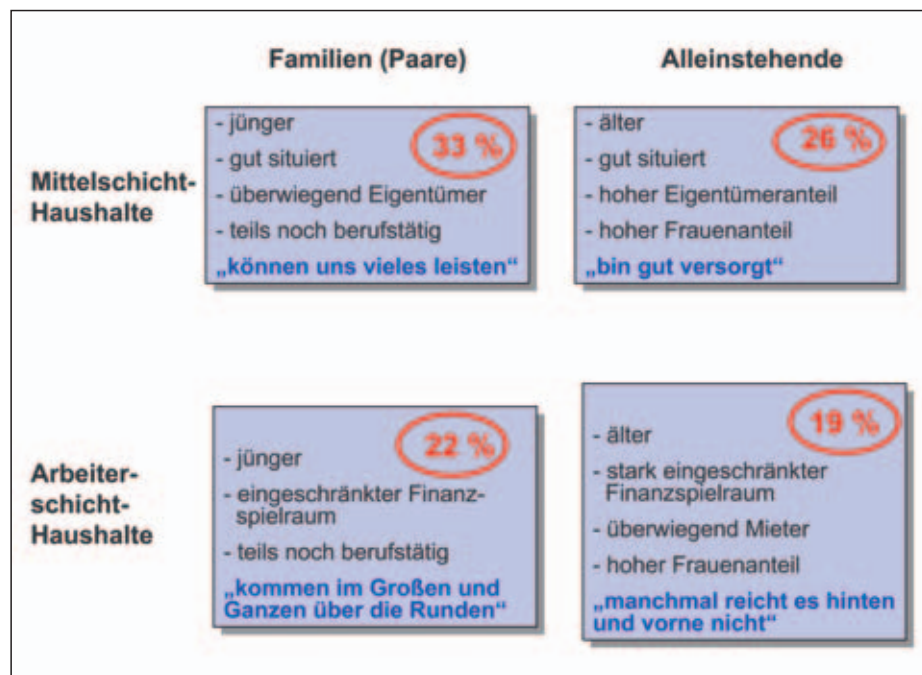 Familien (Paare)
Alleinstehende
Mittelschicht-
Haushalte
- jünger
33 %
- gut situiert
- überwiegend Eigentümer
- teils noch berufstätig
„können uns vieles leisten“
- älter
26 %
- gut situiert
- hoher Eigentümeranteil
- hoher Frauenanteil
„bin gut versorgt“
Arbeiter-
schicht-
Haushalte
22 %
- jünger
- eingeschränkter Finanz-
spielraum
- teils noch berufstätig
„kommen im Großen und
Ganzen über die Runden“
19 %
- älter
- stark eingeschränkter
Finanzspielraum
- überwiegend Mieter
- hoher Frauenanteil
„manchmal reicht es hinten
und vorne nicht“